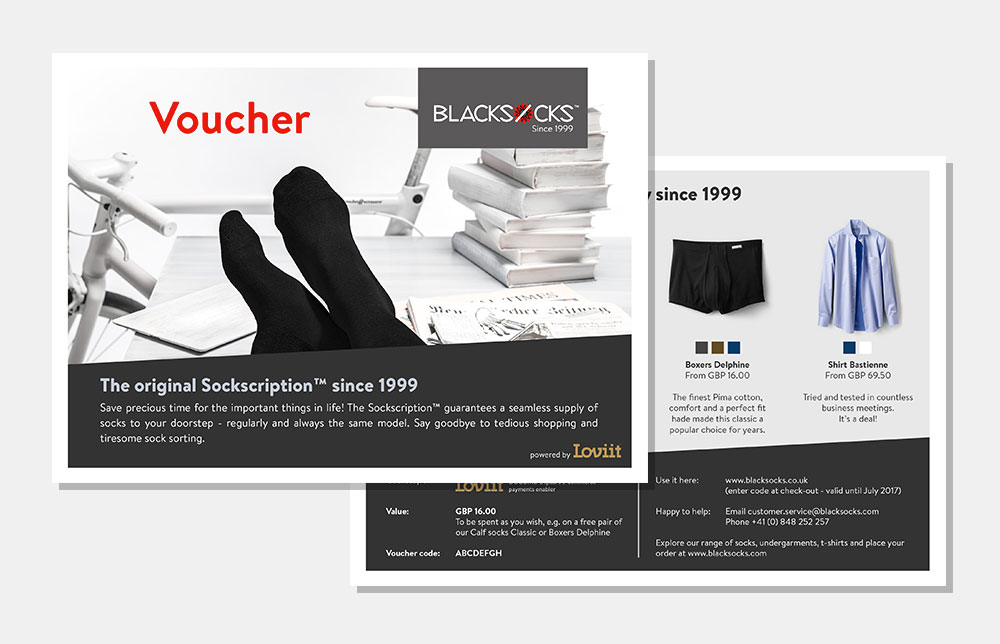 Voucher
BLACKSOCKS™
Since 1999
The original Sockscription™ since 1999
Save precious time for the important things in life! The Sockscription™ guarantees a seamless supply of
socks to your doorstep - regularly and always the same model. Say goodbye to tedious shopping and
tiresome sock sorting.
powered by Loviit
TIMES
Zeitung
since 1999
Boxers Delphine
From GBP 16.00
The finest Pima cotton,
comfort and a perfect fit
hade made this classic a
popular choice for years.
Shirt Bastienne
From GBP 69.50
Tried and tested in countless
business meetings.
It's a deal!
Loviit
payments enabler
Value:
GBP 16.00
To be spent as you wish, e.g. on a free pair of
our Calf socks Classic or Boxers Delphine
Voucher code: ABCDEFGH
Use it here: www.blacksocks.co.uk
(enter code at check-out - valid until July 2017)
Happy to help: Email customer.service@blacksocks.com
Phone +41 (0) 848 252 257
Explore our range of socks, undergarments, t-shirts and place your
order at www.blacksocks.com